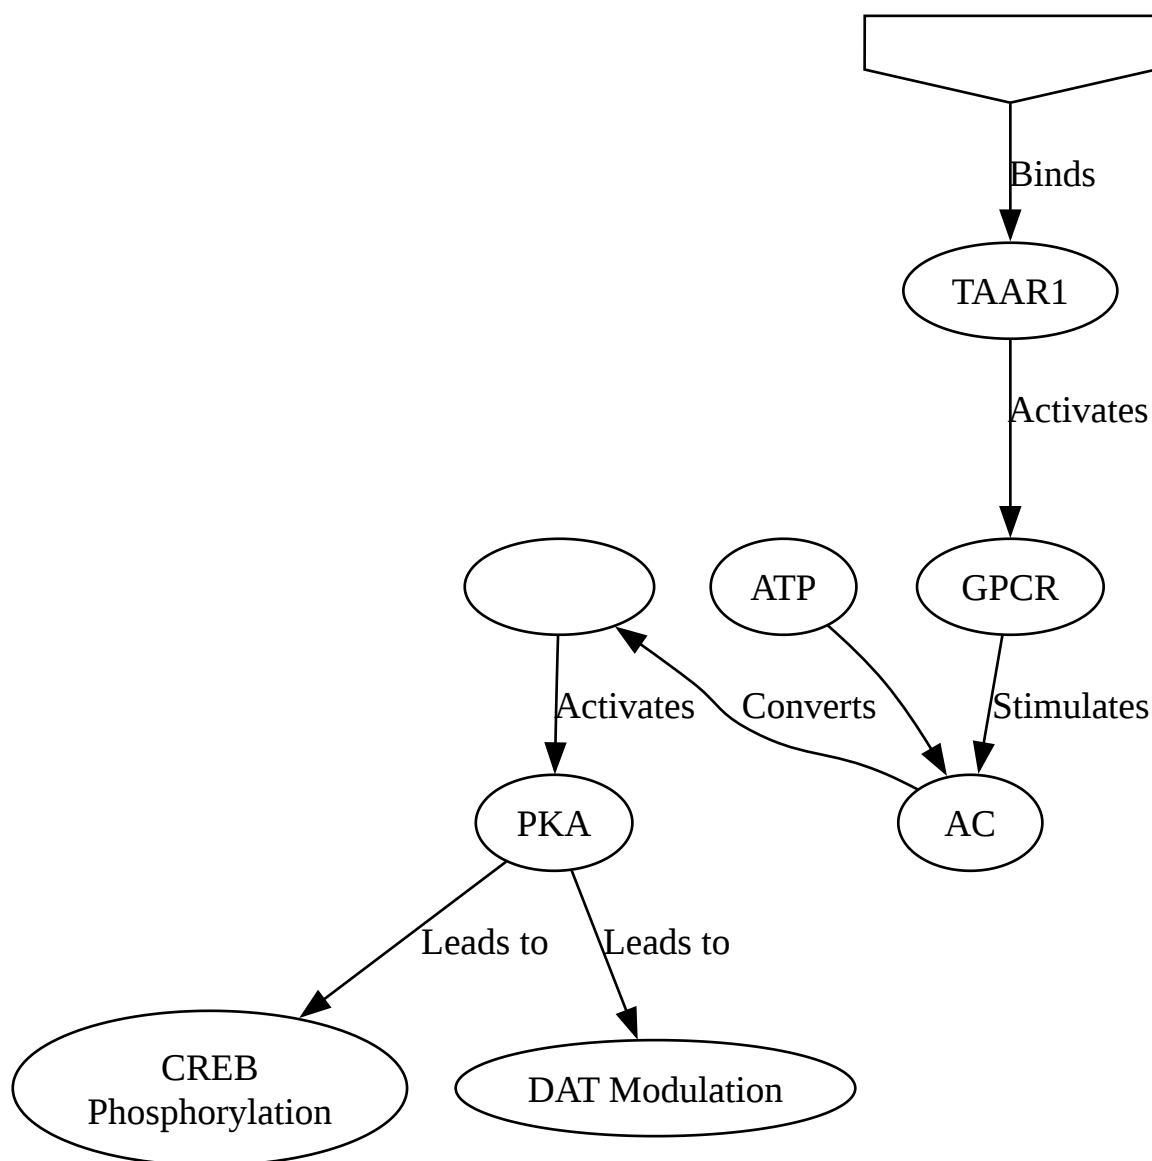 Binds
TAAR1
Activates
ATP
GPCR
Activates
Converts
Stimulates
PKA
AC
Leads to
Leads to
CREB
Phosphorylation
DAT Modulation